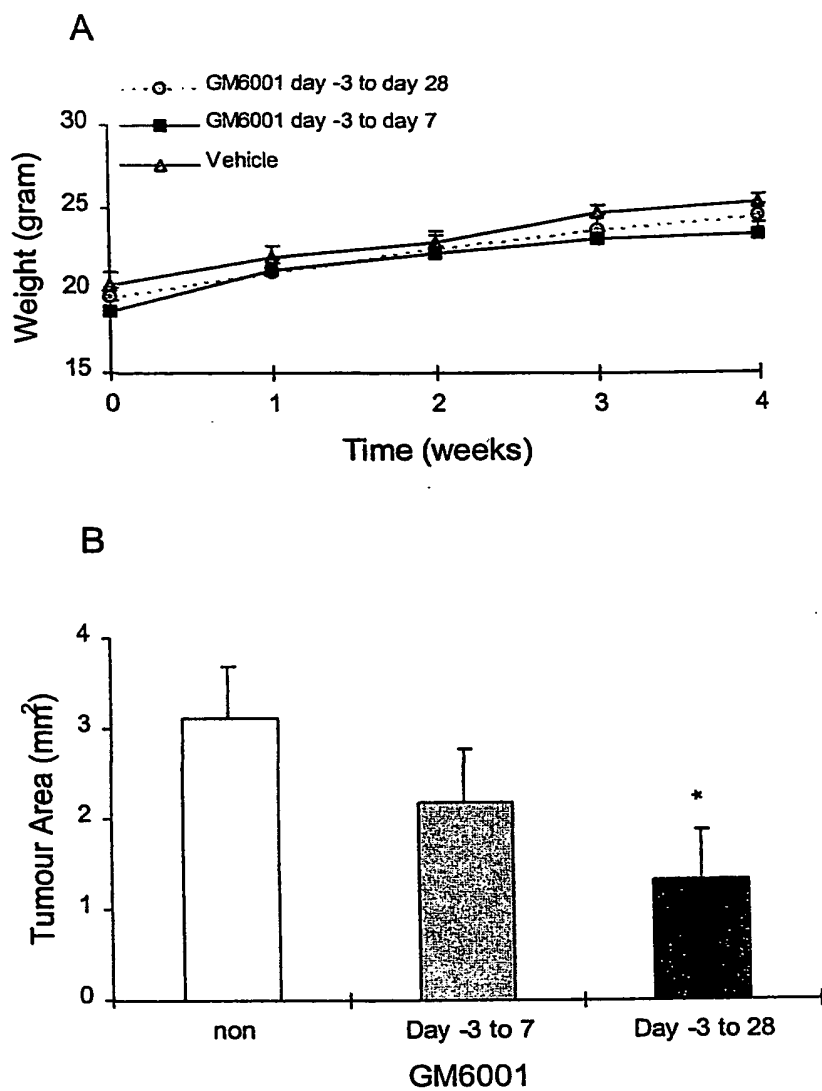 A
GM6001 day -3 to day 28
GM6001 day -3 to day 7
Vehicle
30
25
20
15
Weight (gram)
0 1 2 3 4
Time (weeks)
B
4
3
2
1
0
Tumour Area (mm²)
*
non Day -3 to 7 Day -3 to 28
GM6001